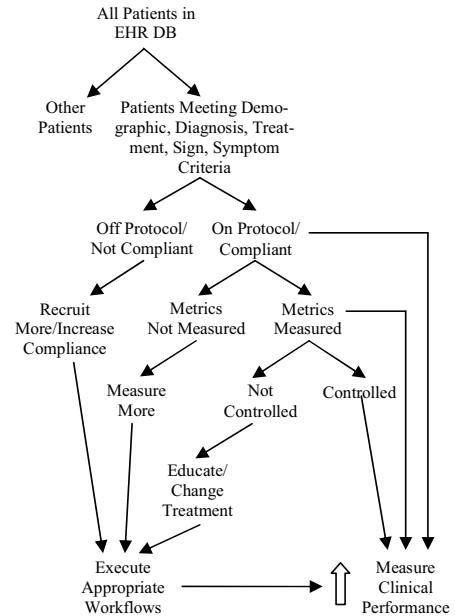 All Patients in
EHR DB
Other
Patients
Patients Meeting Demo-
graphic, Diagnosis, Treat-
ment, Sign, Symptom
Criteria
Off Protocol/
Not Compliant
On Protocol/
Compliant
Recruit
More/Increase
Compliance
Metrics
Not Measured
Metrics
Measured
Measure
More
Not
Controlled
Controlled
Educate/
Change
Treatment
Execute
Appropriate
Workflows
Measure
Clinical
Performance